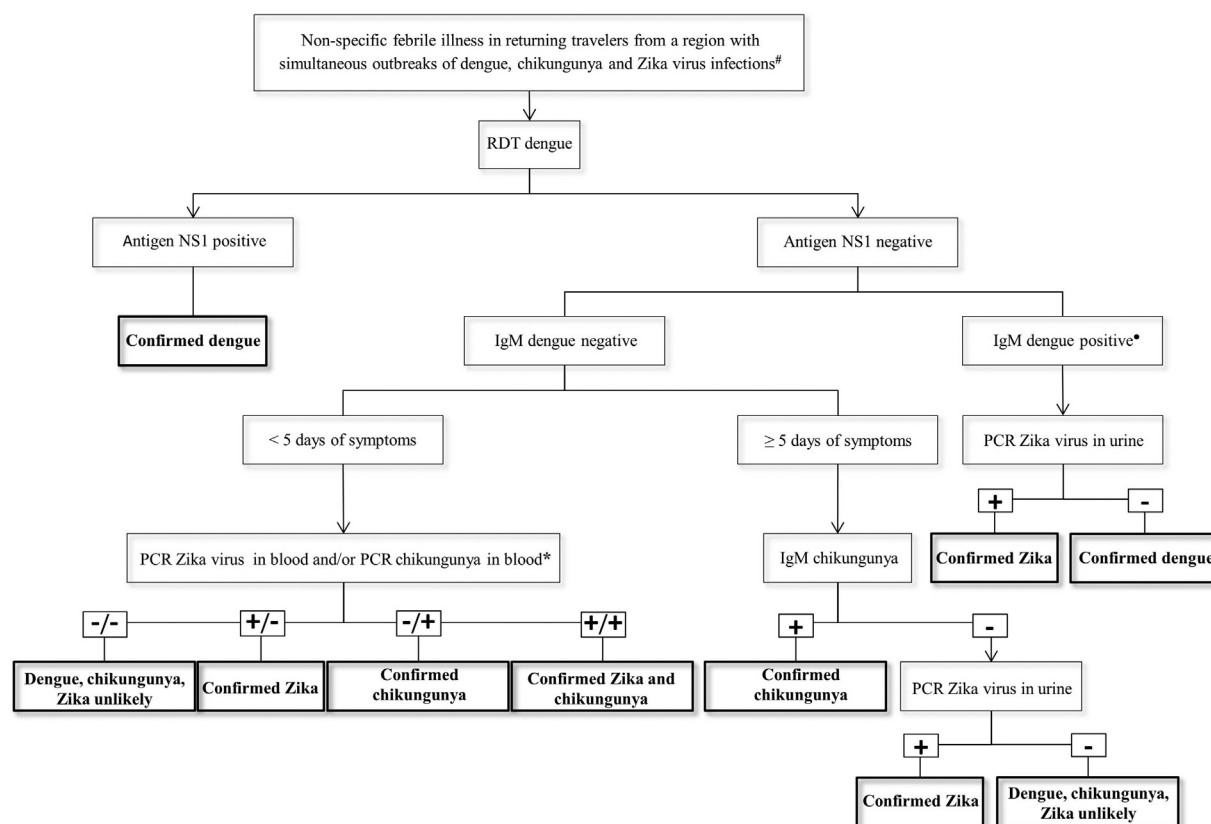 Non-specific febrile illness in returning travelers from a region with
simultaneous outbreaks of dengue, chikungunya and Zika virus infections#
RDT dengue
Antigen NS1 positive
Antigen NS1 negative
Confirmed dengue
IgM dengue negative
IgM dengue positive•
< 5 days of symptoms
≥ 5 days of symptoms
PCR Zika virus in urine
+
-
PCR Zika virus in blood and/or PCR chikungunya in blood*
IgM chikungunya
Confirmed Zika
Confirmed dengue
-/-
+/-
-/+
+/+
+
-
Dengue, chikungunya,
Zika unlikely
Confirmed Zika
Confirmed
chikungunya
Confirmed Zika and
chikungunya
Confirmed
chikungunya
PCR Zika virus in urine
+
-
Confirmed Zika
Dengue, chikungunya,
Zika unlikely